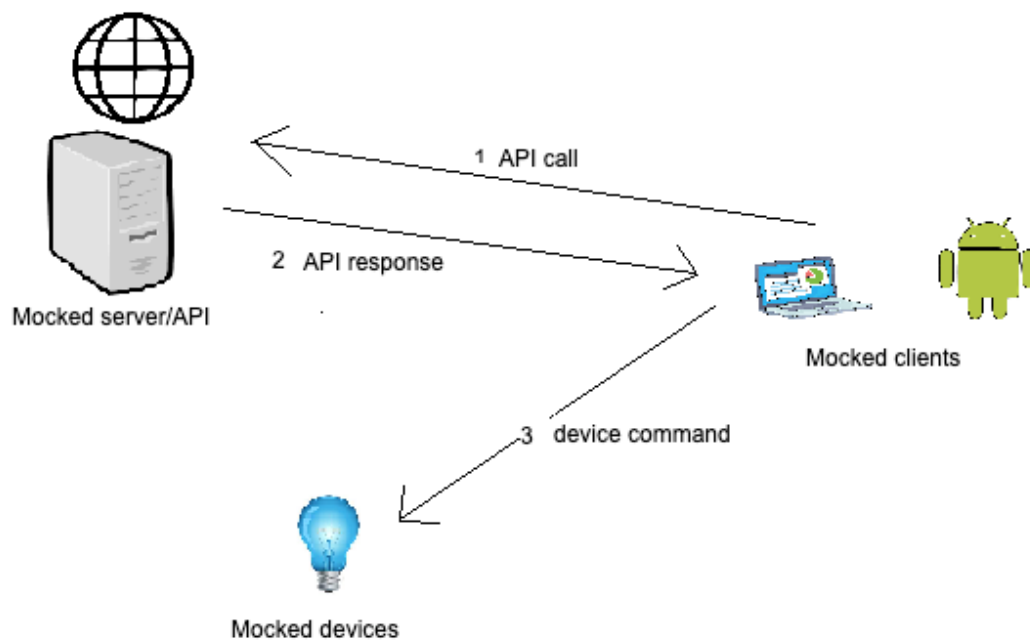 1 API call
2 API response
Mocked server/API
Mocked clients
3 device command
Mocked devices